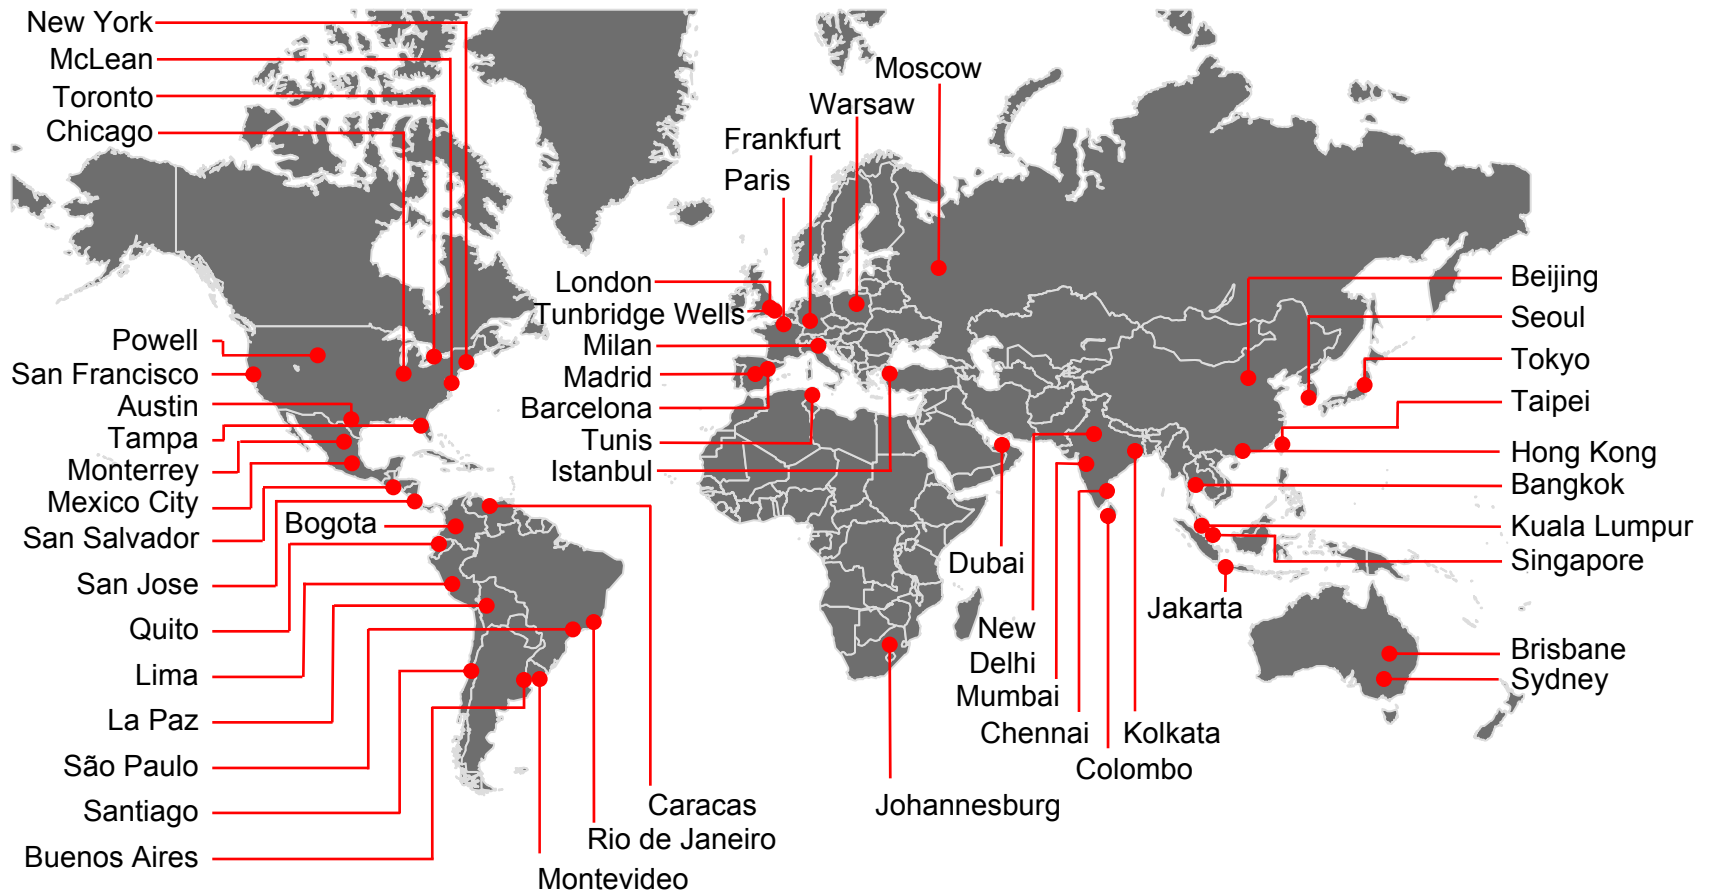 New York
McLean
Toronto
Chicago
Powell
San Francisco
Austin
Tampa
Monterrey
Mexico City
San Salvador
San Jose
Quito
Lima
La Paz
São Paulo
Santiago
Buenos Aires
Bogota
Caracas
Rio de Janeiro
Montevideo
Moscow
Warsaw
Frankfurt
Paris
London
Tunbridge Wells
Milan
Madrid
Barcelona
Tunis
Istanbul
Dubai
New
Delhi
Mumbai
Chennai
Kolkata
Colombo
Johannesburg
Jakarta
Beijing
Seoul
Tokyo
Taipei
Hong Kong
Bangkok
Kuala Lumpur
Singapore
Brisbane
Sydney